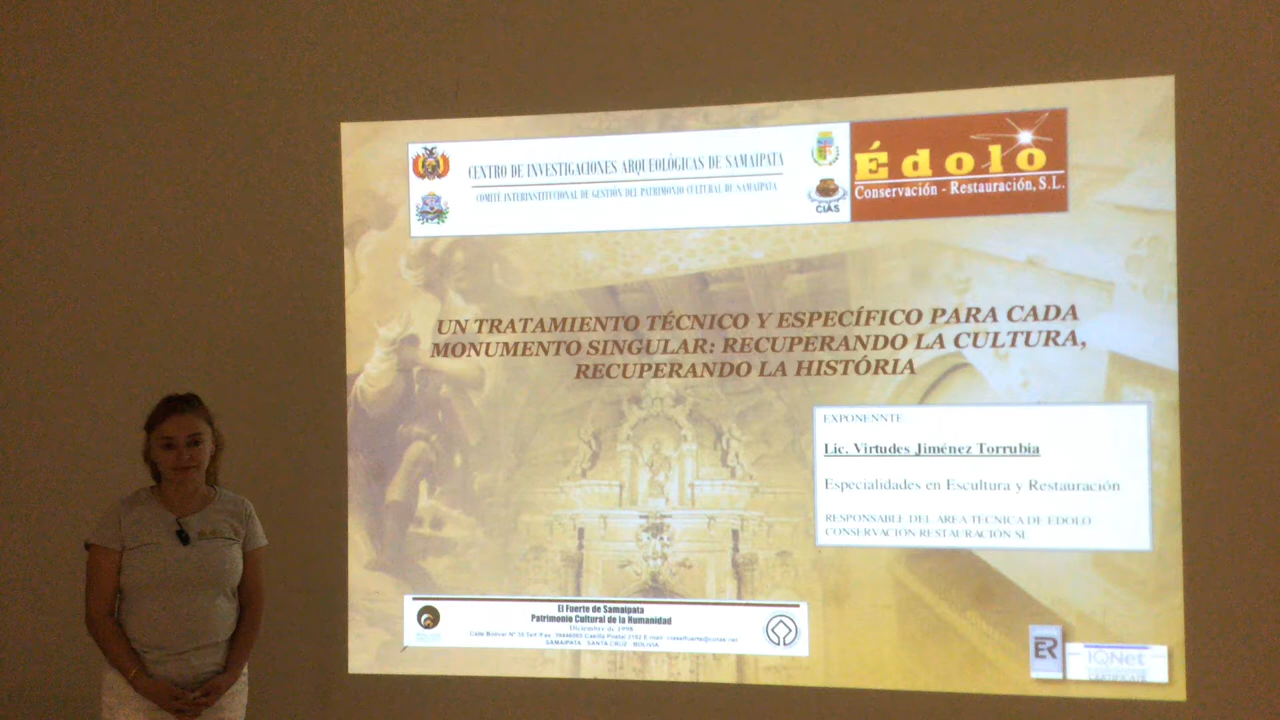 CENTRO DE INVESTIGACIONES ARQUEOLÓGICAS DE SAMAIPATA
COMITÉ INTERINSTITUCIONAL DE GESTIÓN DEL PATRIMONIO CULTURAL DE SAMAIPATA
CIAS
Édolo
Conservación - Restauración, S.L.
UN TRATAMIENTO TÉCNICO Y ESPECÍFICO PARA CADA
MONUMENTO SINGULAR: RECUPERANDO LA CULTURA,
RECUPERANDO LA HISTÓRIA
EXPONENNTE
Lic. Virtudes Jiménez Torrubia
Especialidades en Escultura y Restauración
RESPONSABLE DEL AREA TECNICA DE EDOLO
CONSERVACION RESTAURACION SL
El Fuerte de Samaipata
Patrimonio Cultural de la Humanidad
Diciembre de 1998
Calle Bolívar Nº
SAMAIPATA SANTA CRUZ BOLIVIA
ER
IQNet